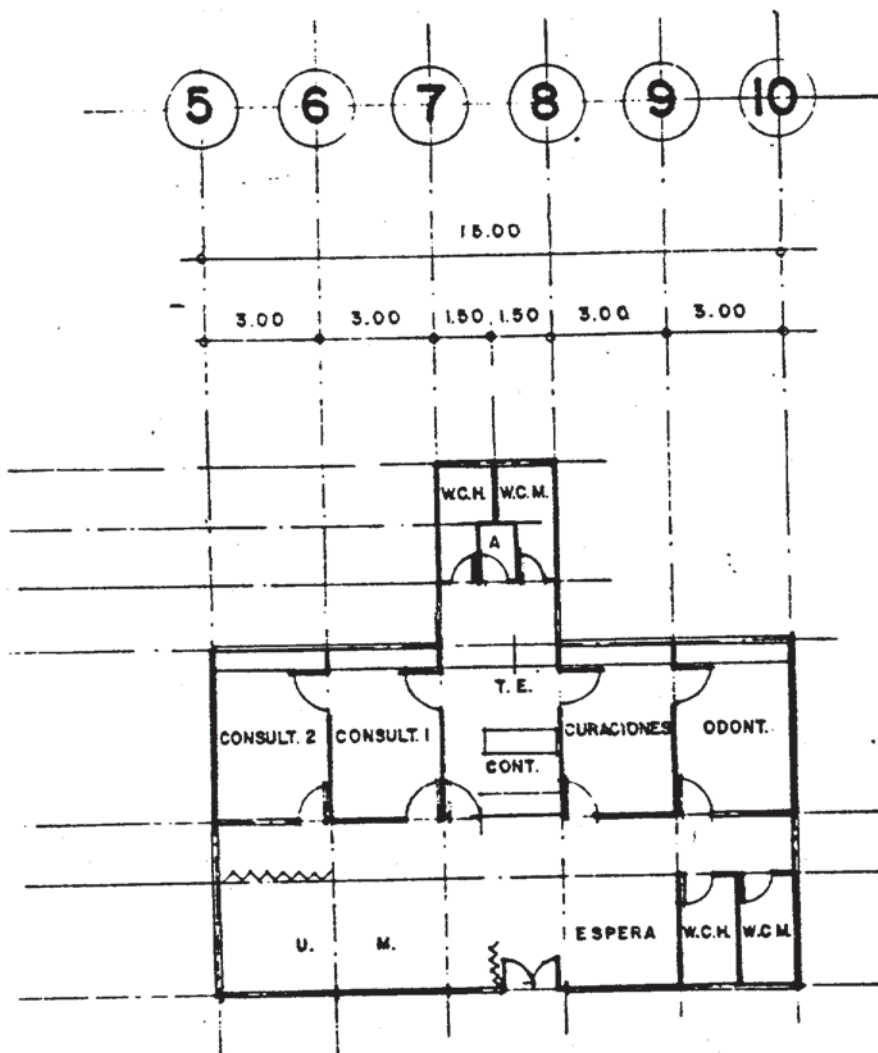 5 6 7 8 9 10
15.00
3.00 3.00 1.50 1.50 3.00 3.00
W.C.H. W.C.M.
A
T. E.
CONSULT. 2 CONSULT. 1 CURACIONES ODONT.
CONT.
U. M. ESPERA W.C.H. W.C.M.